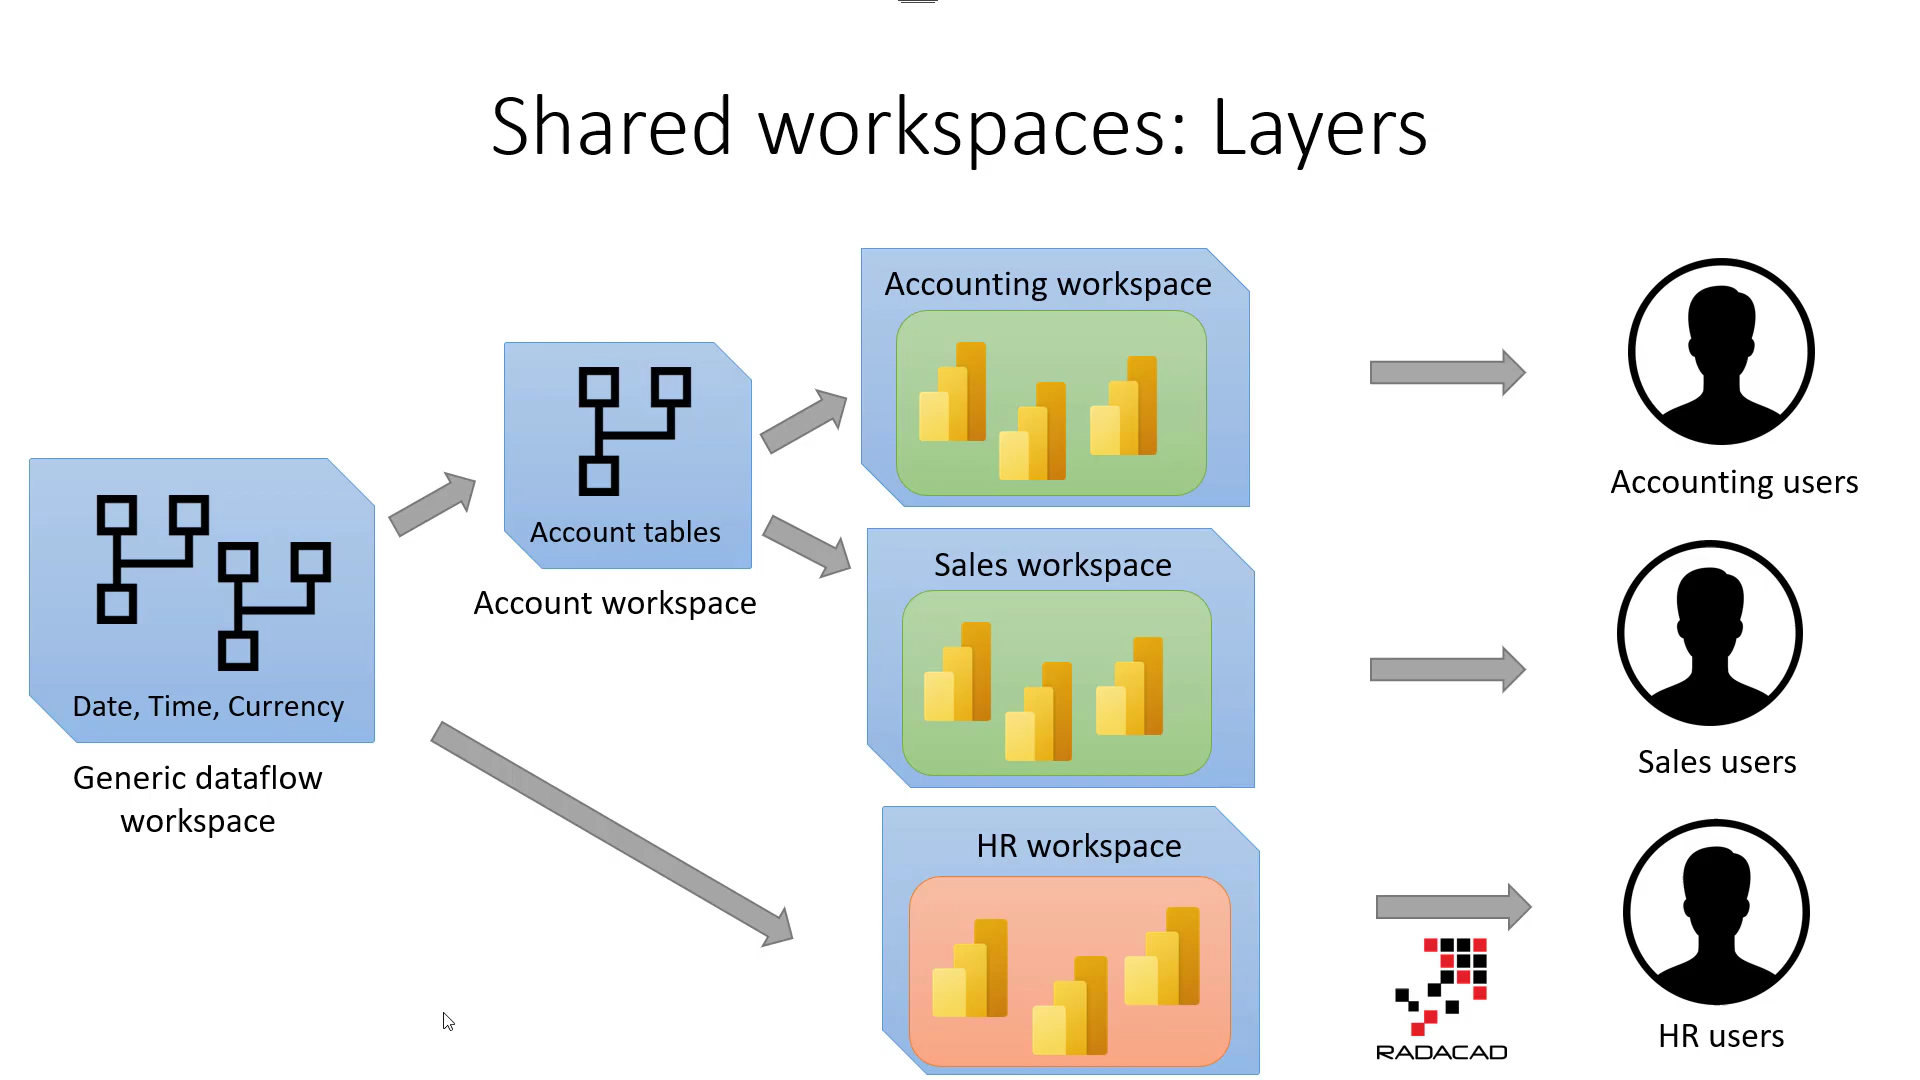 Shared workspaces: Layers
Accounting workspace
Account tables
Account workspace
Date, Time, Currency
Generic dataflow
workspace
Sales workspace
HR workspace
Accounting users
Sales users
HR users
RADACAD